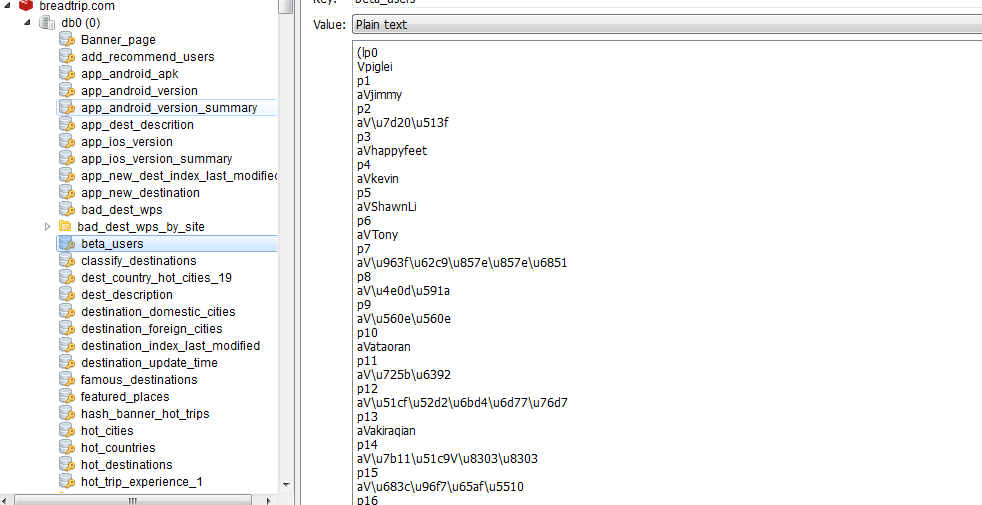 breadtrip.com
db0 (0)
Banner_page
add_recommend_users
app_android_apk
app_android_version
app_android_version_summary
app_dest_descrition
app_ios_version
app_ios_version_summary
app_new_dest_index_last_modified
app_new_destination
bad_dest_wps
bad_dest_wps_by_site
beta_users
classify_destinations
dest_country_hot_cities_19
dest_description
destination_domestic_cities
destination_foreign_cities
destination_index_last_modified
destination_update_time
famous_destinations
featured_places
hash_banner_hot_trips
hot_cities
hot_countries
hot_destinations
hot_trip_experience_1
Key: beta_users
Value: Plain text
(lp0
Vpiglei
p1
aVjimmy
p2
aV\u7d20\u513f
p3
aVhappyfeet
p4
aVkevin
p5
aVShawnLi
p6
aVTony
p7
aV\u963f\u62c9\u857e\u857e\u6851
p8
aV\u4e0d\u591a
p9
aV\u560e\u560e
p10
aVataoran
p11
aV\u725b\u6392
p12
aV\u51cf\u52d2\u6bd4\u6d77\u76d7
p13
aVakiraqian
p14
aV\u7b11\u51c9V\u8303\u8303
p15
aV\u683c\u96f7\u65af\u5510
p16